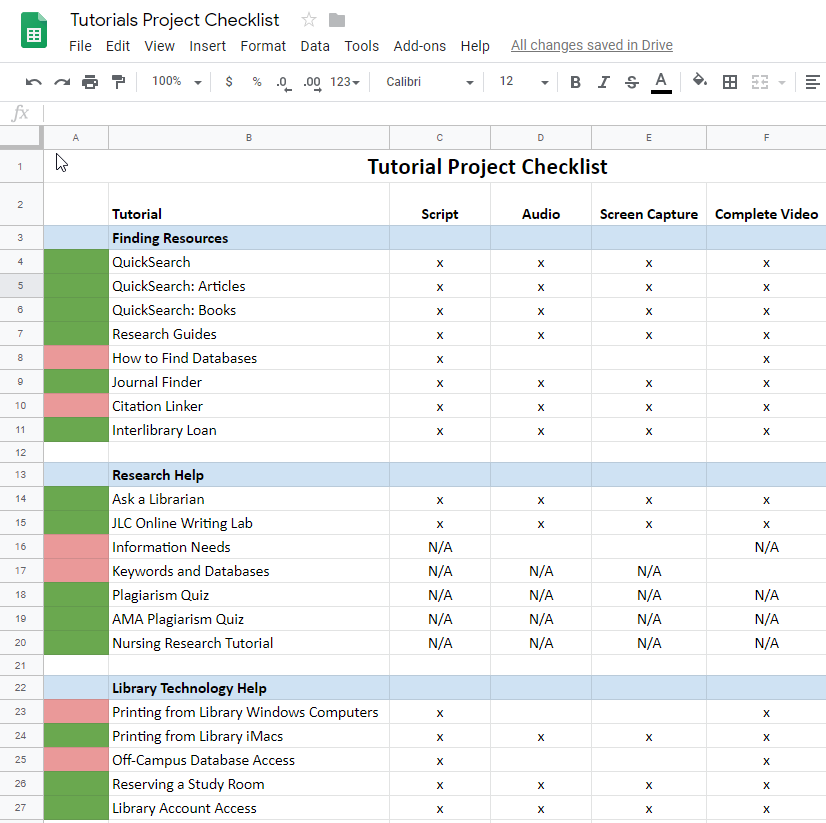 Tutorials Project Checklist
File Edit View Insert Format Data Tools Add-ons Help All changes saved in Drive
100% $ % .0 .00 123 Calibri 12 B I S A
fx
A B C D E F
1 Tutorial Project Checklist
2 Tutorial Script Audio Screen Capture Complete Video
3 Finding Resources
4 QuickSearch x x x x
5 QuickSearch: Articles x x x x
6 QuickSearch: Books x x x x
7 Research Guides x x x x
8 How to Find Databases x x
9 Journal Finder x x x x
10 Citation Linker x x x x
11 Interlibrary Loan x x x x
12
13 Research Help
14 Ask a Librarian x x x x
15 JLC Online Writing Lab x x x x
16 Information Needs N/A N/A
17 Keywords and Databases N/A N/A N/A
18 Plagiarism Quiz N/A N/A N/A N/A
19 AMA Plagiarism Quiz N/A N/A N/A N/A
20 Nursing Research Tutorial N/A N/A N/A N/A
21
22 Library Technology Help
23 Printing from Library Windows Computers x x
24 Printing from Library iMacs x x x x
25 Off-Campus Database Access x x
26 Reserving a Study Room x x x x
27 Library Account Access x x x x